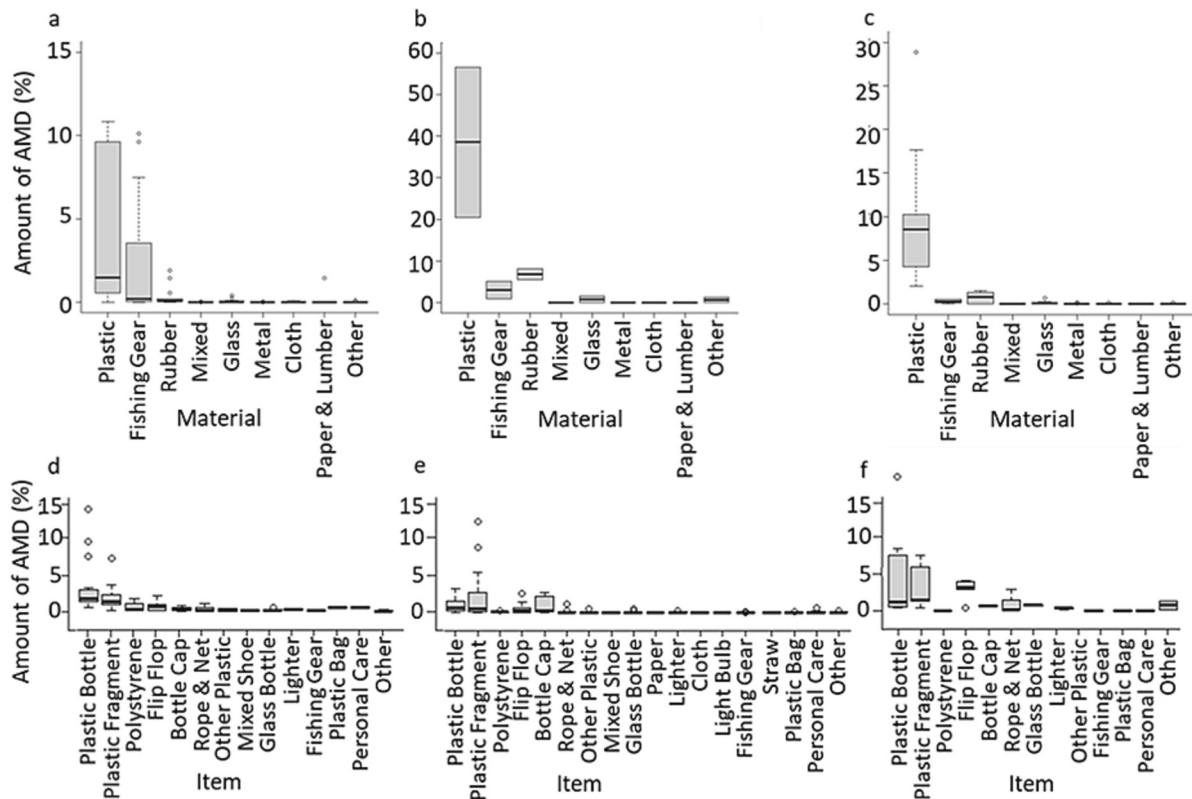 a
b
c
Amount of AMD (%)
15
10
5
0
60
50
40
30
20
10
0
30
25
20
15
10
5
0
Plastic
Fishing Gear
Rubber
Mixed
Glass
Metal
Cloth
Paper & Lumber
Other
Material
Plastic
Fishing Gear
Rubber
Mixed
Glass
Metal
Cloth
Paper & Lumber
Other
Material
Plastic
Fishing Gear
Rubber
Mixed
Glass
Metal
Cloth
Paper & Lumber
Other
Material
d
e
f
Amount of AMD (%)
15
10
5
0
15
10
5
0
15
10
5
0
Plastic Bottle
Plastic Fragment
Polystyrene
Flip Flop
Bottle Cap
Rope & Net
Other Plastic
Mixed Shoe
Glass Bottle
Lighter
Fishing Gear
Plastic Bag
Personal Care
Other
Item
Plastic Bottle
Plastic Fragment
Polystyrene
Flip Flop
Bottle Cap
Rope & Net
Other Plastic
Mixed Shoe
Glass Bottle
Paper
Lighter
Cloth
Light Bulb
Fishing Gear
Straw
Plastic Bag
Personal Care
Other
Item
Plastic Bottle
Plastic Fragment
Polystyrene
Flip Flop
Bottle Cap
Rope & Net
Glass Bottle
Lighter
Other Plastic
Fishing Gear
Plastic Bag
Personal Care
Other
Item